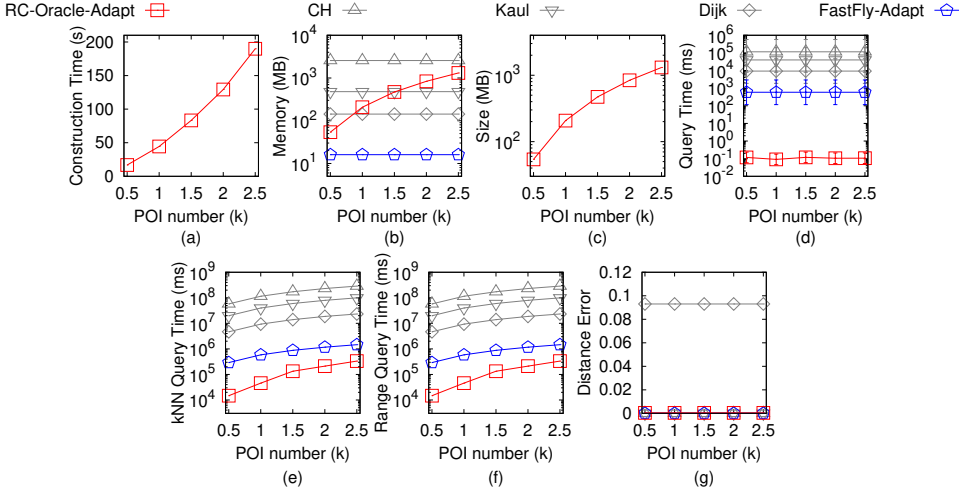 RC-Oracle-Adapt CH Kaul Dijk FastFly-Adapt
Construction Time (s)
200
150
100
50
0
0.5 1 1.5 2 2.5
POI number (k)
(a)
Memory (MB)
10^4
10^3
10^2
10^1
0.5 1 1.5 2 2.5
POI number (k)
(b)
Size (MB)
10^3
10^2
0.5 1 1.5 2 2.5
POI number (k)
(c)
Query Time (ms)
10^6
10^5
10^4
10^3
10^2
10^1
10^0
10^-1
10^-2
0.5 1 1.5 2 2.5
POI number (k)
(d)
kNN Query Time (ms)
10^9
10^8
10^7
10^6
10^5
10^4
0.5 1 1.5 2 2.5
POI number (k)
(e)
Range Query Time (ms)
10^9
10^8
10^7
10^6
10^5
10^4
0.5 1 1.5 2 2.5
POI number (k)
(f)
Distance Error
0.12
0.1
0.08
0.06
0.04
0.02
0
0.5 1 1.5 2 2.5
POI number (k)
(g)